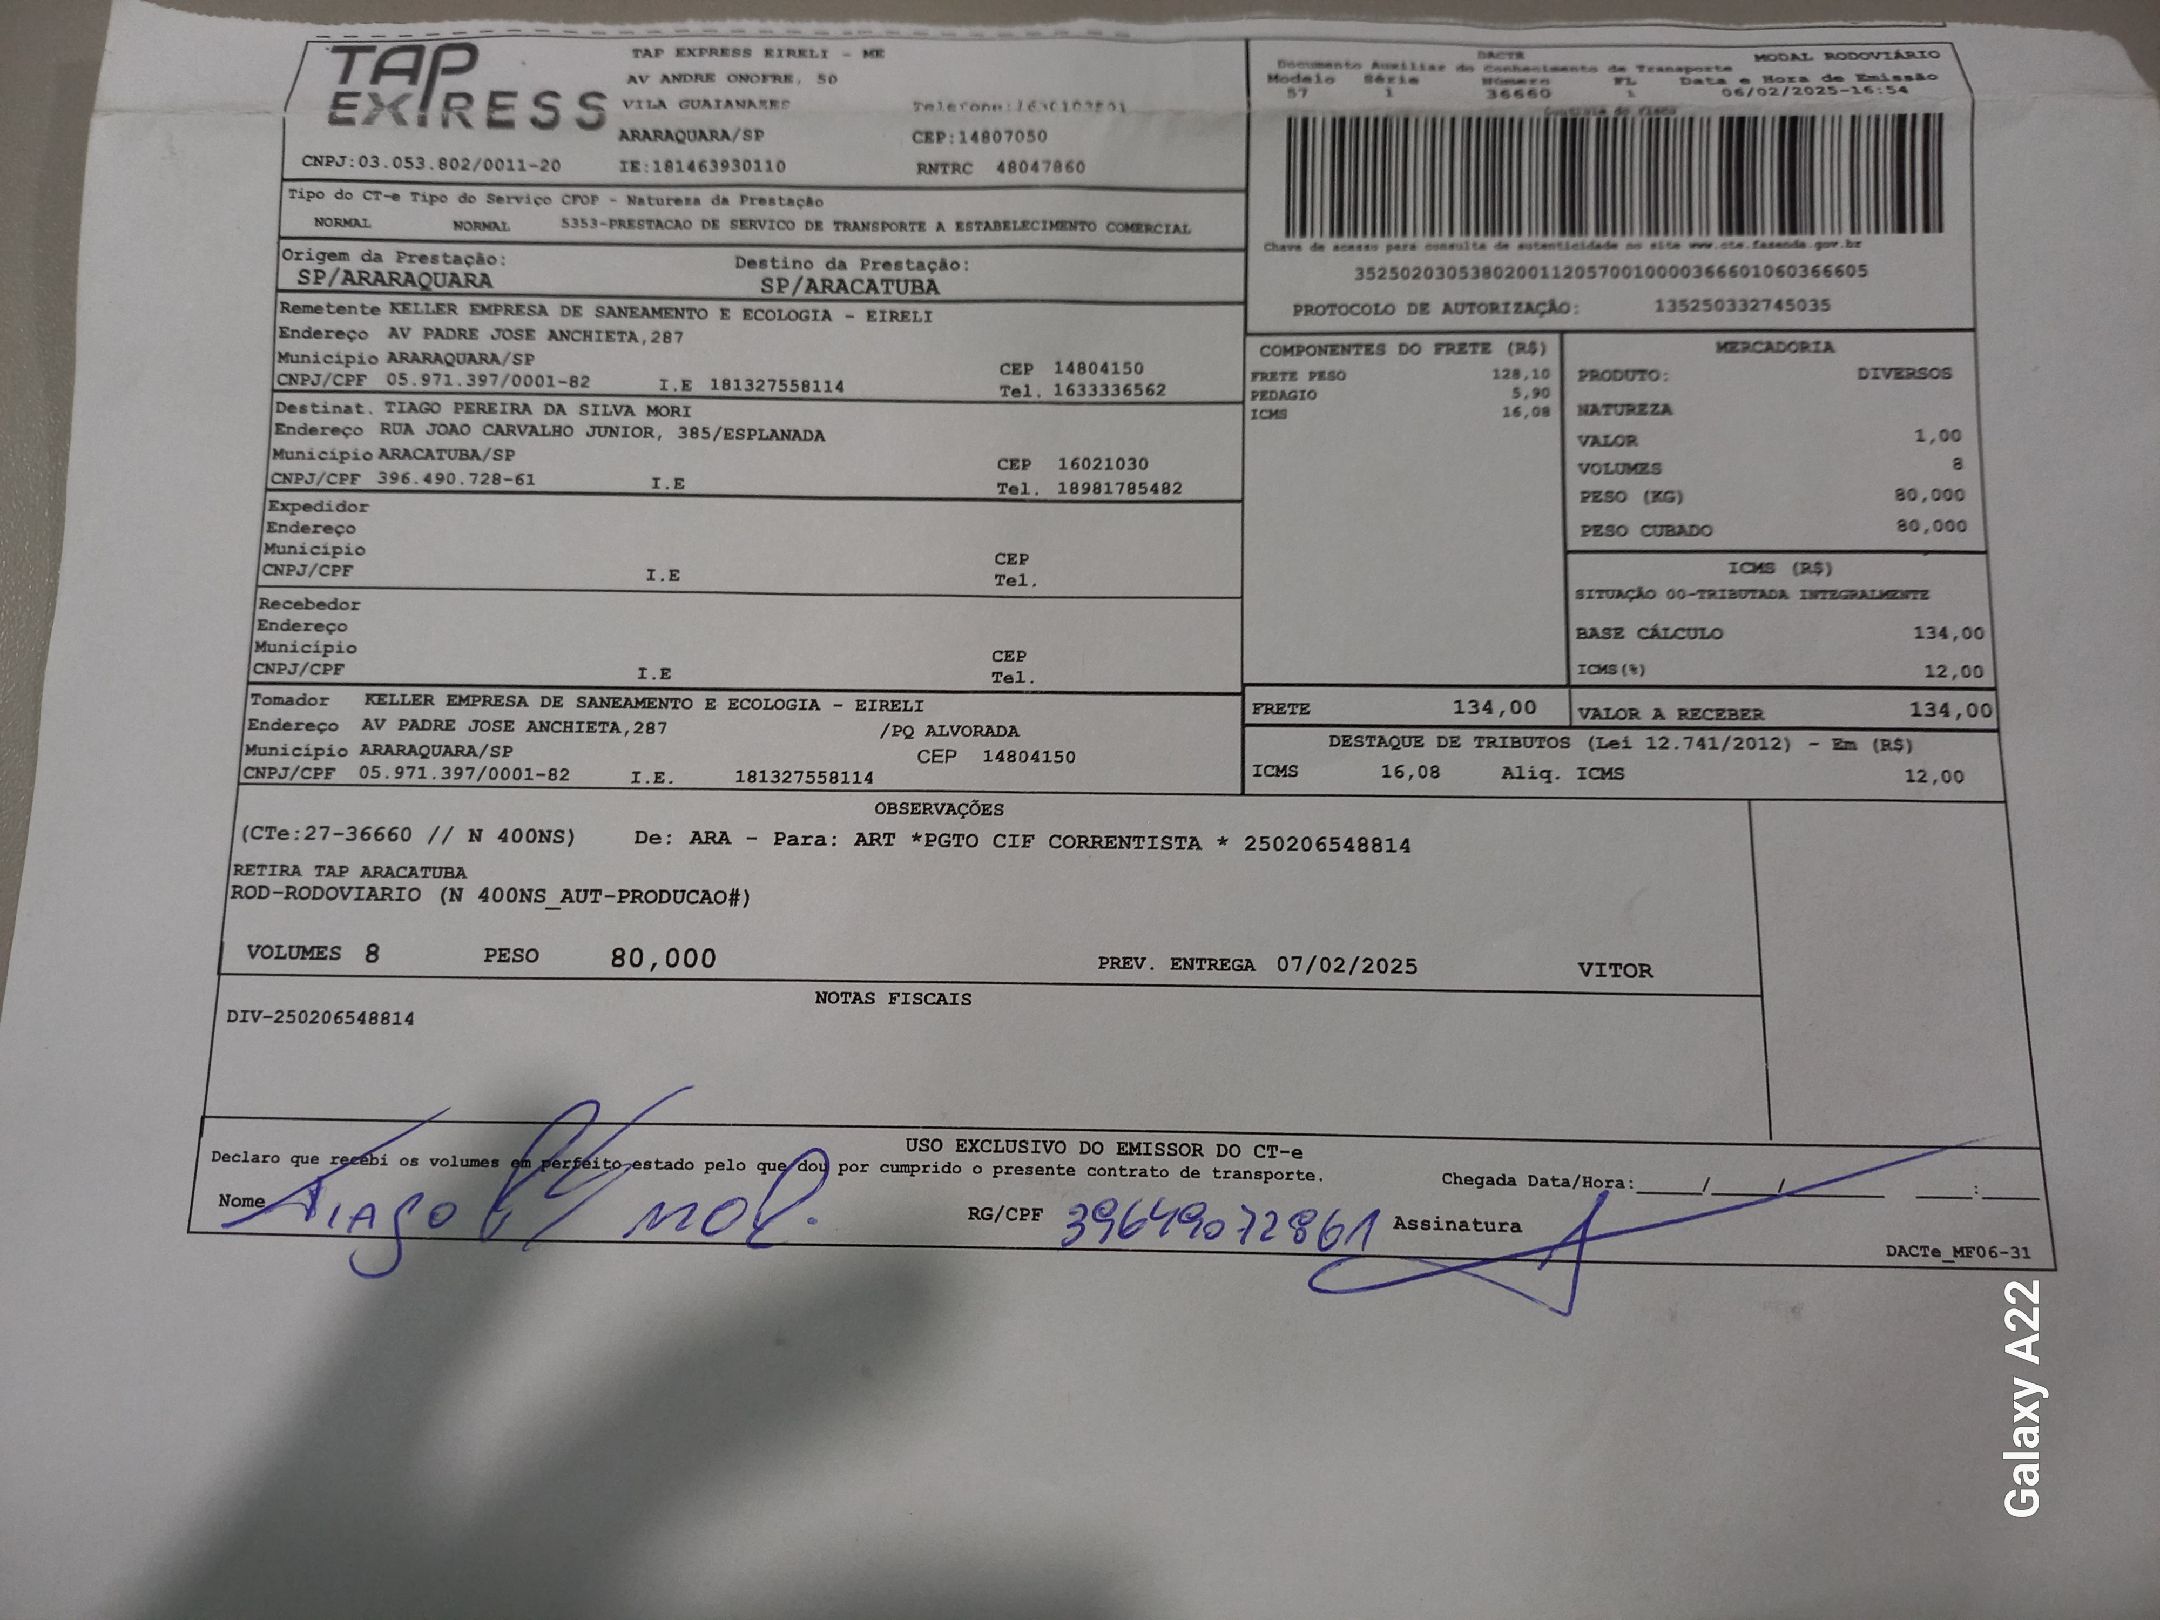 TAP EXPRESS
TAP EXPRESS EIRELI - ME
AV ANDRE ONOFRE, 50
VILA GUAIANASES
ARARAQUARA/SP CEP:14807050
CNPJ:03.053.802/0011-20 IE:181463930110 RNTRC 48047860
DACTE MODAL RODOVIÁRIO
Documento Auxiliar do Conhecimento de Transporte
Modelo Série Número FL Data e Hora de Emissão
57 1 36660 1 06/02/2025-16:54
Controle do Fisco
Chave de acesso para consulta de autenticidade no site www.cte.fazenda.gov.br
35250203053802001120570010000366601060366605
PROTOCOLO DE AUTORIZAÇÃO: 135250332745035
Tipo do CT-e Tipo do Serviço CFOP - Natureza da Prestação
NORMAL NORMAL 5353-PRESTACAO DE SERVICO DE TRANSPORTE A ESTABELECIMENTO COMERCIAL
Origem da Prestação: Destino da Prestação:
SP/ARARAQUARA SP/ARACATUBA
Remetente KELLER EMPRESA DE SANEAMENTO E ECOLOGIA - EIRELI
Endereço AV PADRE JOSE ANCHIETA,287
Município ARARAQUARA/SP CEP 14804150
CNPJ/CPF 05.971.397/0001-82 I.E 181327558114 Tel. 1633336562
Destinat. TIAGO PEREIRA DA SILVA MORI
Endereço RUA JOAO CARVALHO JUNIOR, 385/ESPLANADA
Município ARACATUBA/SP CEP 16021030
CNPJ/CPF 396.490.728-61 I.E Tel. 18981785482
Expedidor
Endereço
Município CEP
CNPJ/CPF I.E Tel.
Recebedor
Endereço
Município CEP
CNPJ/CPF I.E Tel.
Tomador KELLER EMPRESA DE SANEAMENTO E ECOLOGIA - EIRELI
Endereço AV PADRE JOSE ANCHIETA,287 /PQ ALVORADA
Município ARARAQUARA/SP CEP 14804150
CNPJ/CPF 05.971.397/0001-82 I.E. 181327558114
COMPONENTES DO FRETE (R$)
FRETE PESO 128,10
PEDAGIO 5,90
ICMS 16,08
MERCADORIA
PRODUTO: DIVERSOS
NATUREZA
VALOR 1,00
VOLUMES 8
PESO (KG) 80,000
PESO CUBADO 80,000
ICMS (R$)
SITUAÇÃO 00-TRIBUTADA INTEGRALMENTE
BASE CÁLCULO 134,00
ICMS(%) 12,00
FRETE 134,00 VALOR A RECEBER 134,00
DESTAQUE DE TRIBUTOS (Lei 12.741/2012) - Em (R$)
ICMS 16,08 Aliq. ICMS 12,00
OBSERVAÇÕES
(CTe:27-36660 // N 400NS) De: ARA - Para: ART *PGTO CIF CORRENTISTA * 250206548814
RETIRA TAP ARACATUBA
ROD-RODOVIARIO (N 400NS_AUT-PRODUCAO#)
VOLUMES 8 PESO 80,000 PREV. ENTREGA 07/02/2025 VITOR
NOTAS FISCAIS
DIV-250206548814
USO EXCLUSIVO DO EMISSOR DO CT-e
Declaro que recebi os volumes em perfeito estado pelo que dou por cumprido o presente contrato de transporte.
Chegada Data/Hora:____/____/______ ___:___
Nome Tiago RG/CPF 39649072861 Assinatura
DACTe_MF06-31
Galaxy A22